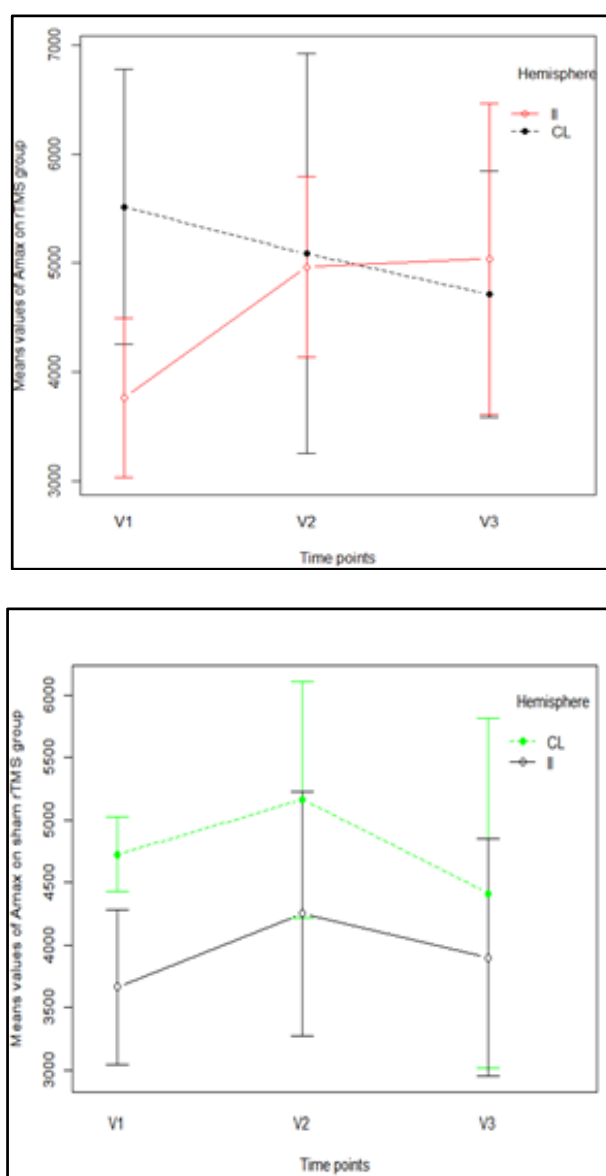 Means values of Amax on rTMS group
7000
6000
5000
4000
3000
Hemisphere
II
CL
V1 V2 V3
Time points
Means values of Amax on sham rTMS group
6000
5500
5000
4500
4000
3500
3000
Hemisphere
CL
II
V1 V2 V3
Time points